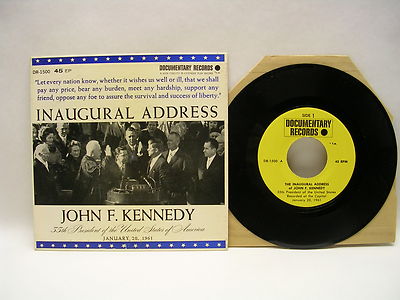 DR-1500 45 EP
DOCUMENTARY RECORDS
"Let every nation know, whether it wishes us well or ill, that we shall
pay any price, bear any burden, meet any hardship, support any
friend, oppose any foe to assure the survival and success of liberty."
INAUGURAL ADDRESS
JOHN F. KENNEDY
35th President of the United States of America
JANUARY, 20, 1961
SIDE 1
DOCUMENTARY
RECORDS
DR-1500 A
45 RPM
THE INAUGURAL ADDRESS
of JOHN F. KENNEDY
35th President of the United States
Recorded at the Capitol
January 20, 1961